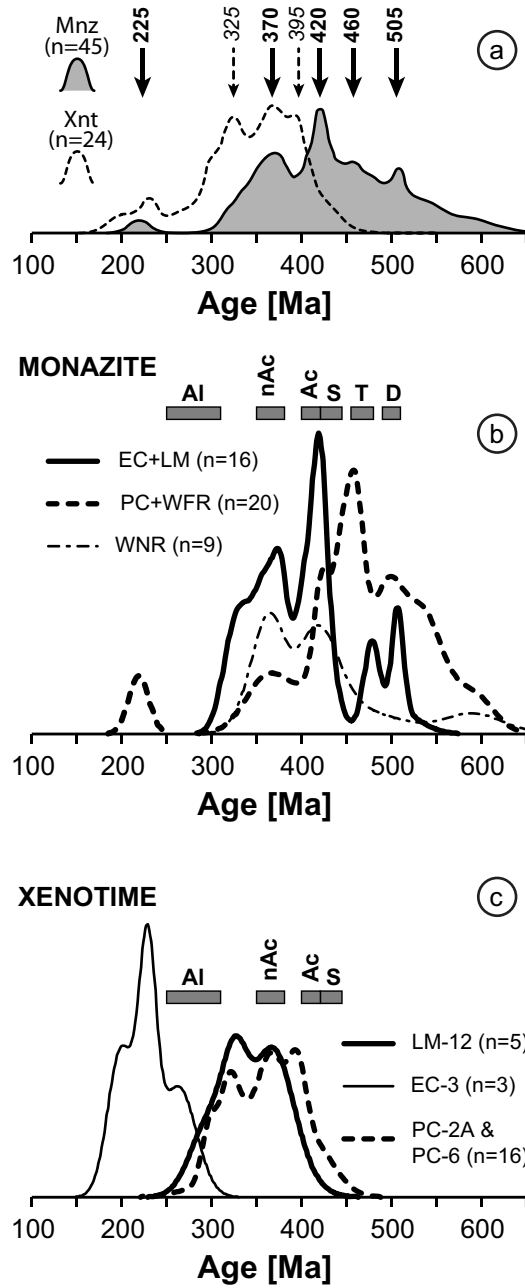 Mnz
(n=45)
Xnt
(n=24)
225
325
370
395
420
460
505
a
100 200 300 400 500 600
Age [Ma]
MONAZITE
b
Al
nAc
Ac
S
T
D
EC+LM (n=16)
PC+WFR (n=20)
WNR (n=9)
100 200 300 400 500 600
Age [Ma]
XENOTIME
c
Al
nAc
Ac
S
LM-12 (n=5)
EC-3 (n=3)
PC-2A &
PC-6 (n=16)
100 200 300 400 500 600
Age [Ma]